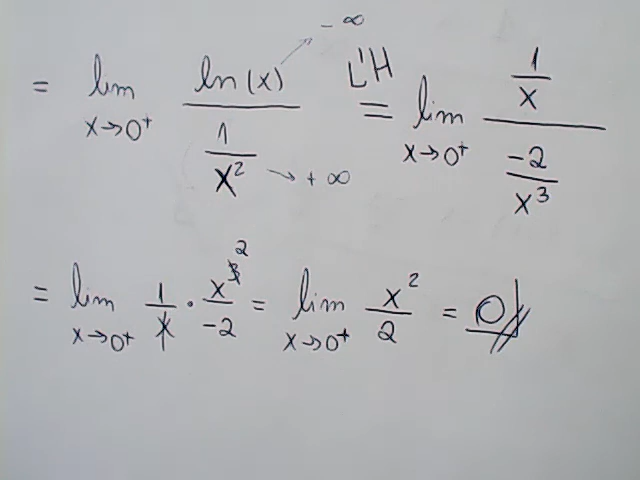 = lim x→0⁺ ln(x) → -∞ / (1/x² → +∞) L'H = lim x→0⁺ (1/x) / (-2/x³)
= lim x→0⁺ 1/x · x³ ² / -2 = lim x→0⁺ x²/2 = 0